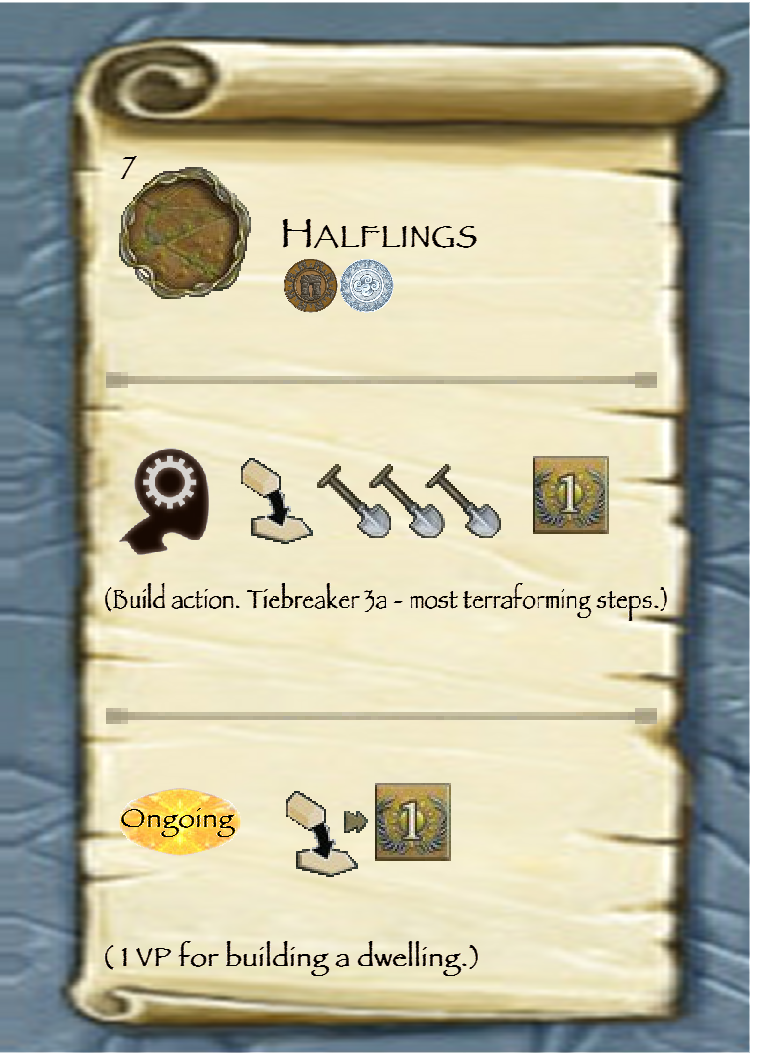 7
HALFLINGS
1
(Build action. Tiebreaker 3a - most terraforming steps.)
Ongoing
1
(1 VP for building a dwelling.)